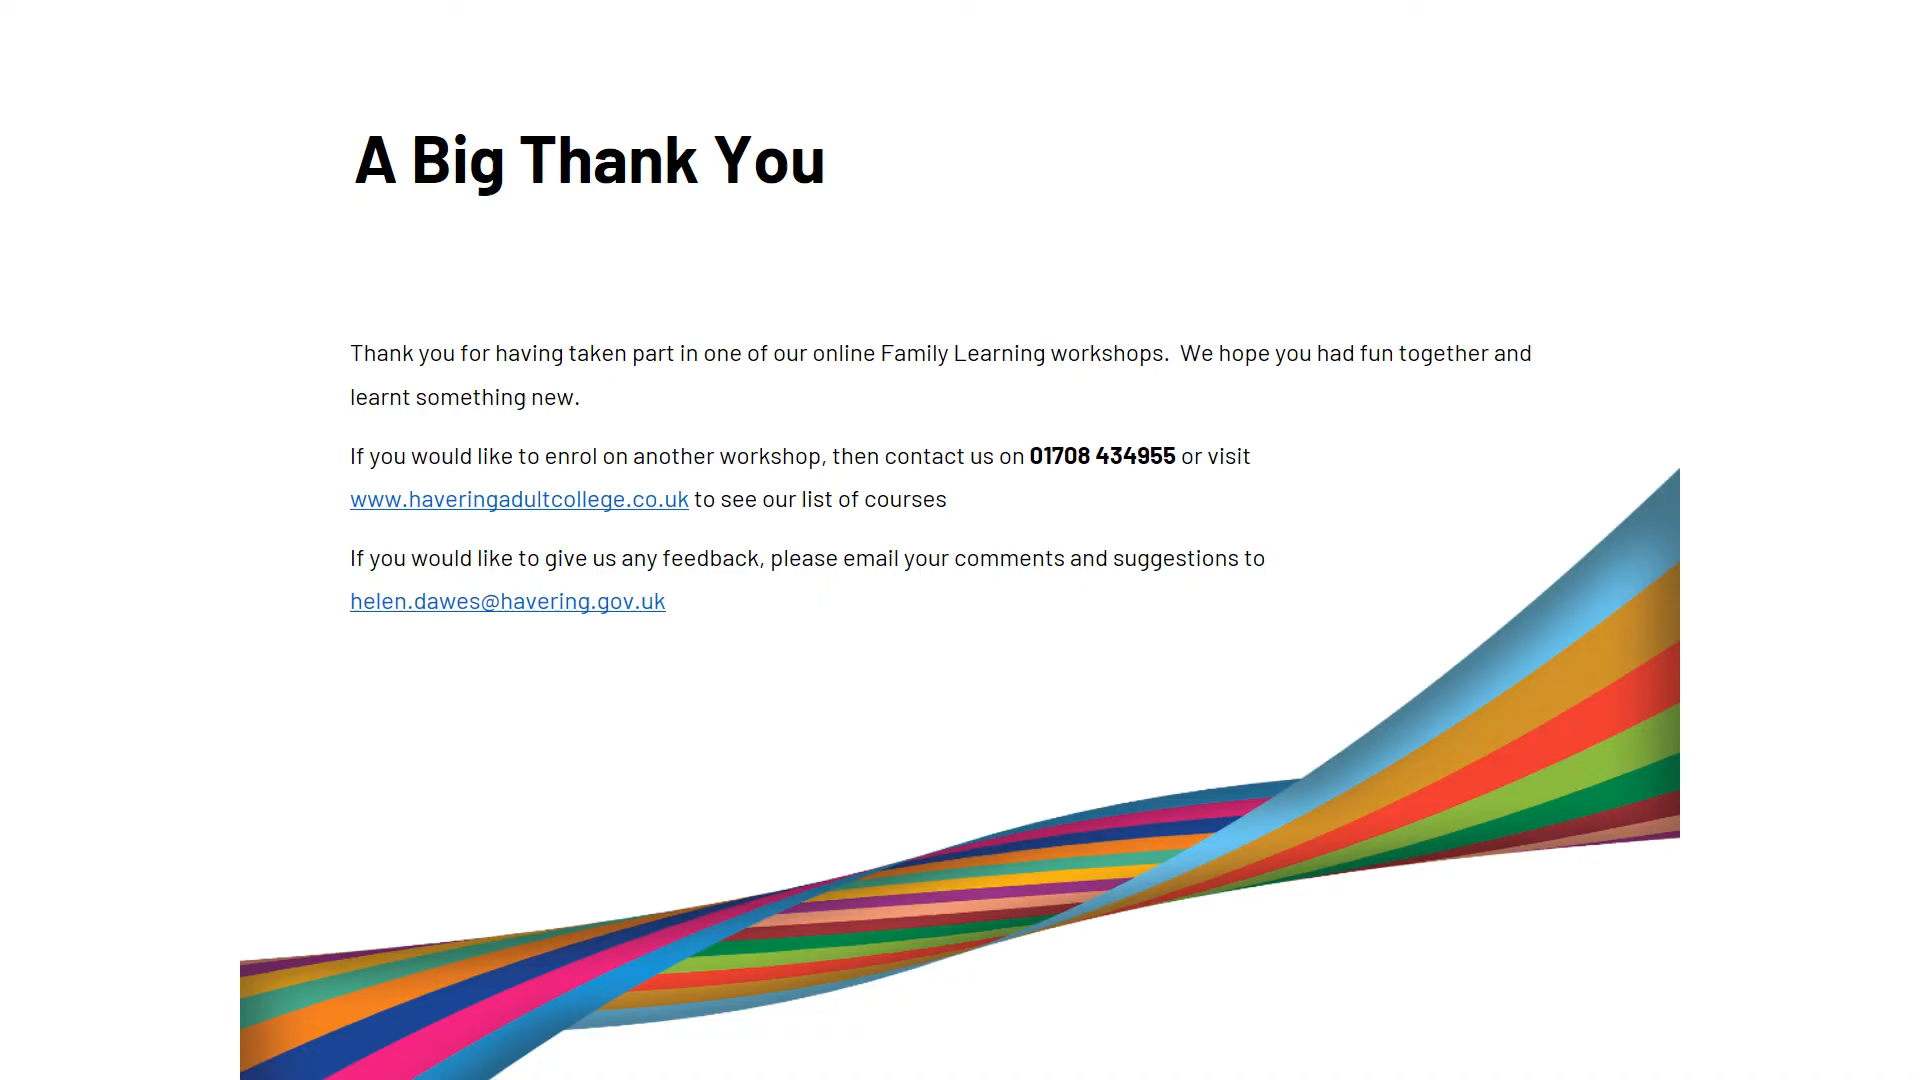 A Big Thank You
Thank you for having taken part in one of our online Family Learning workshops.  We hope you had fun together and
learnt something new.
If you would like to enrol on another workshop, then contact us on 01708 434955 or visit
www.haveringadultcollege.co.uk to see our list of courses
If you would like to give us any feedback, please email your comments and suggestions to
helen.dawes@havering.gov.uk